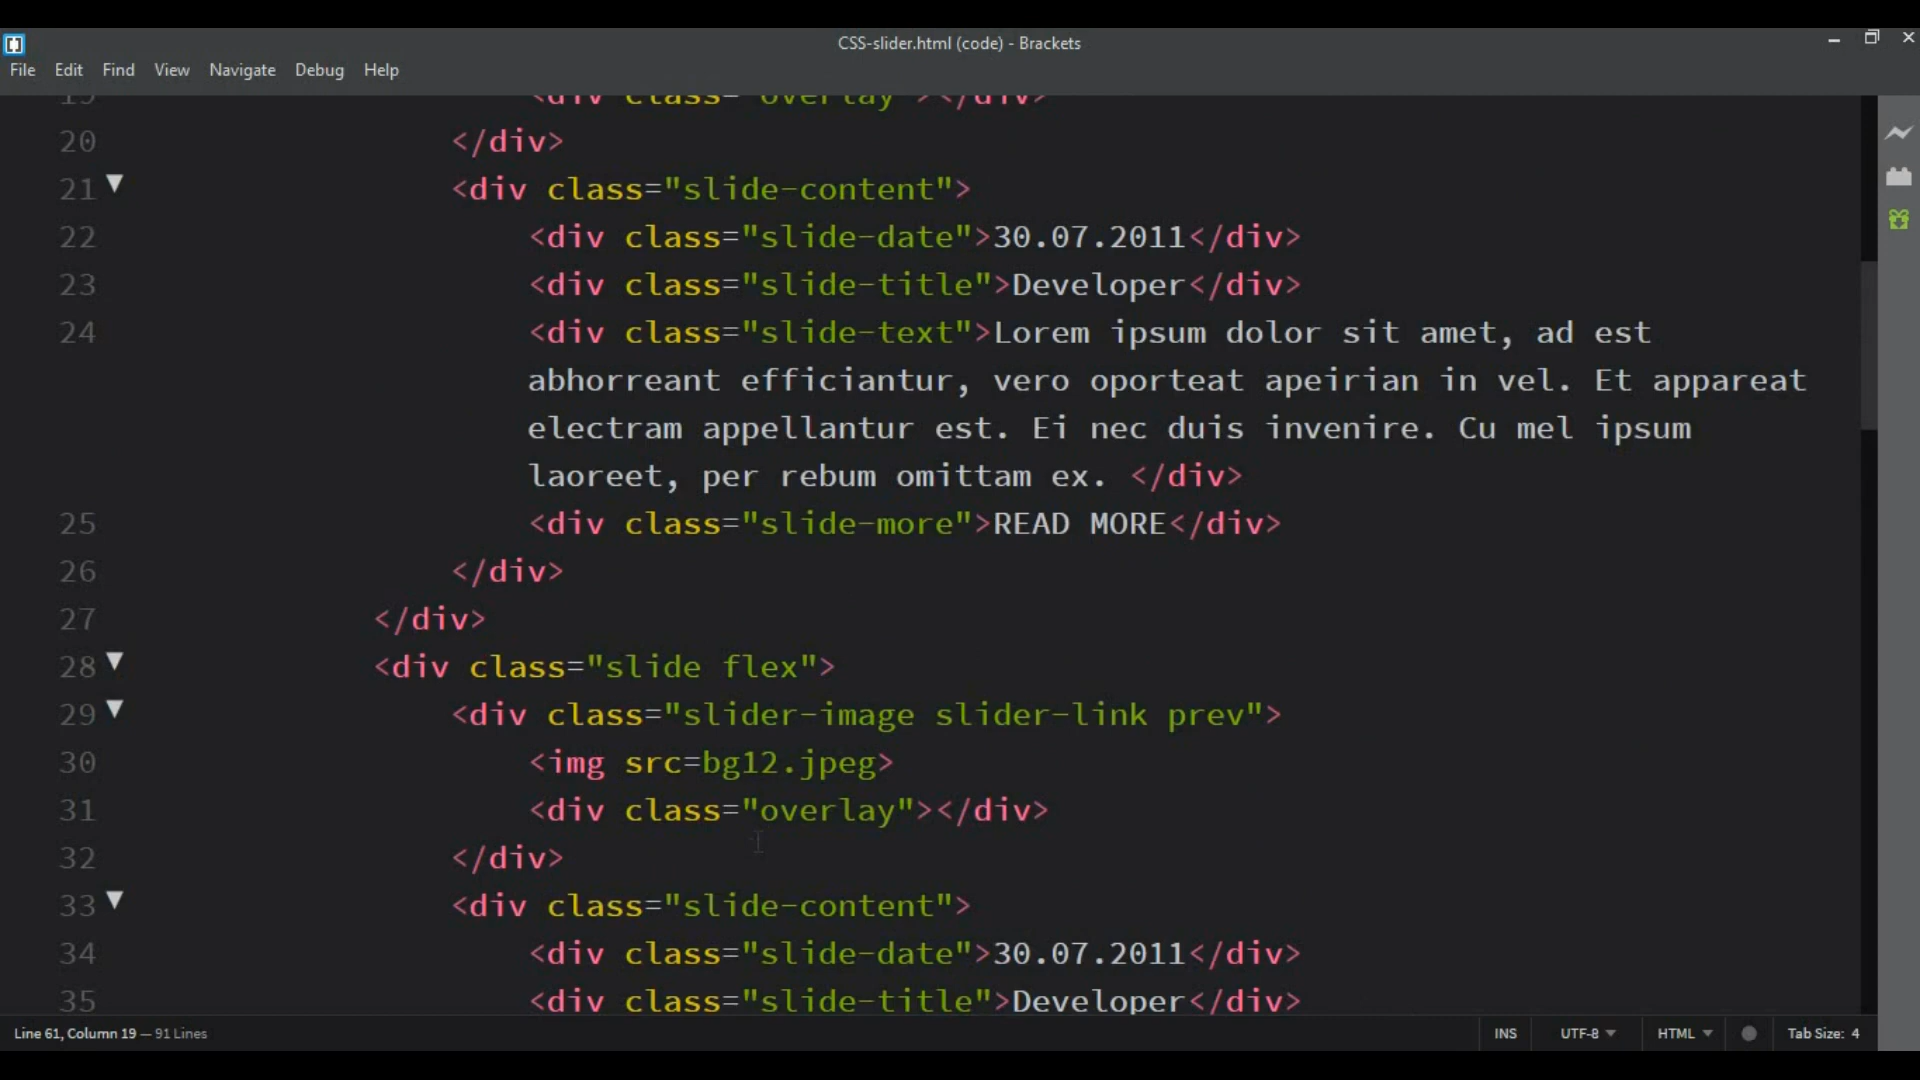 CSS-slider.html (code) - Brackets
File Edit Find View Navigate Debug Help
19 <div class="overlay"></div>
20 </div>
21 <div class="slide-content">
22 <div class="slide-date">30.07.2011</div>
23 <div class="slide-title">Developer</div>
24 <div class="slide-text">Lorem ipsum dolor sit amet, ad est
abhorreant efficiantur, vero oporteat apeirian in vel. Et appareat
electram appellantur est. Ei nec duis invenire. Cu mel ipsum
laoreet, per rebum omittam ex. </div>
25 <div class="slide-more">READ MORE</div>
26 </div>
27 </div>
28 <div class="slide flex">
29 <div class="slider-image slider-link prev">
30 <img src=bg12.jpeg>
31 <div class="overlay"></div>
32 </div>
33 <div class="slide-content">
34 <div class="slide-date">30.07.2011</div>
35 <div class="slide-title">Developer</div>
Line 61, Column 19 — 91 Lines INS UTF-8 HTML Tab Size: 4